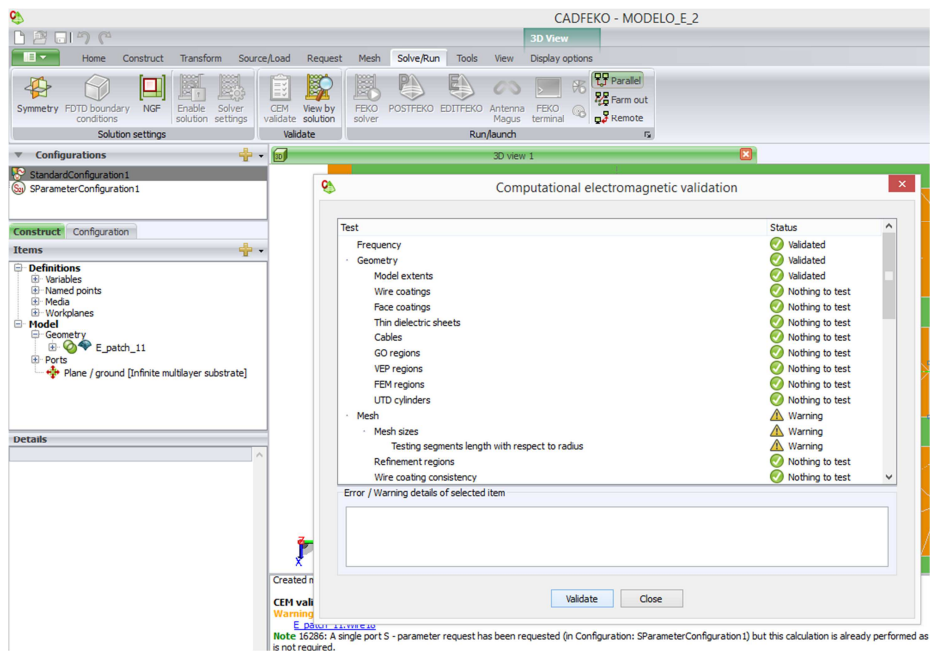 CADFEKO - MODELO_E_2
3D View
Home Construct Transform Source/Load Request Mesh Solve/Run Tools View Display options
Symmetry
FDTD boundary conditions
NGF
Enable solution
Solver settings
Solution settings
CEM validate
View by solution
Validate
FEKO solver
POSTFEKO
EDITFEKO
Antenna Magus
FEKO terminal
Parallel
Farm out
Remote
Run/launch
Configurations
StandardConfiguration1
SParameterConfiguration1
Construct Configuration
Items
Definitions
Variables
Named points
Media
Workplanes
Model
Geometry
E_patch_11
Ports
Plane / ground [Infinite multilayer substrate]
Details
3D view 1
Computational electromagnetic validation
Test Status
Frequency Validated
Geometry Validated
Model extents Validated
Wire coatings Nothing to test
Face coatings Nothing to test
Thin dielectric sheets Nothing to test
Cables Nothing to test
GO regions Nothing to test
VEP regions Nothing to test
FEM regions Nothing to test
UTD cylinders Nothing to test
Mesh Warning
Mesh sizes Warning
Testing segments length with respect to radius Warning
Refinement regions Nothing to test
Wire coating consistency Nothing to test
Error / Warning details of selected item
Validate Close
Z
X
Created
CEM vali
Warning
Note 16286: A single port S - parameter request has been requested (in Configuration: SParameterConfiguration1) but this calculation is already performed as
is not required.